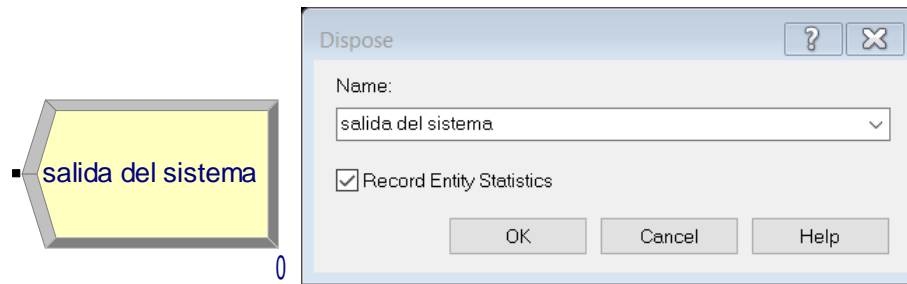 salida del sistema
0
Dispose
Name:
salida del sistema
Record Entity Statistics
OK
Cancel
Help